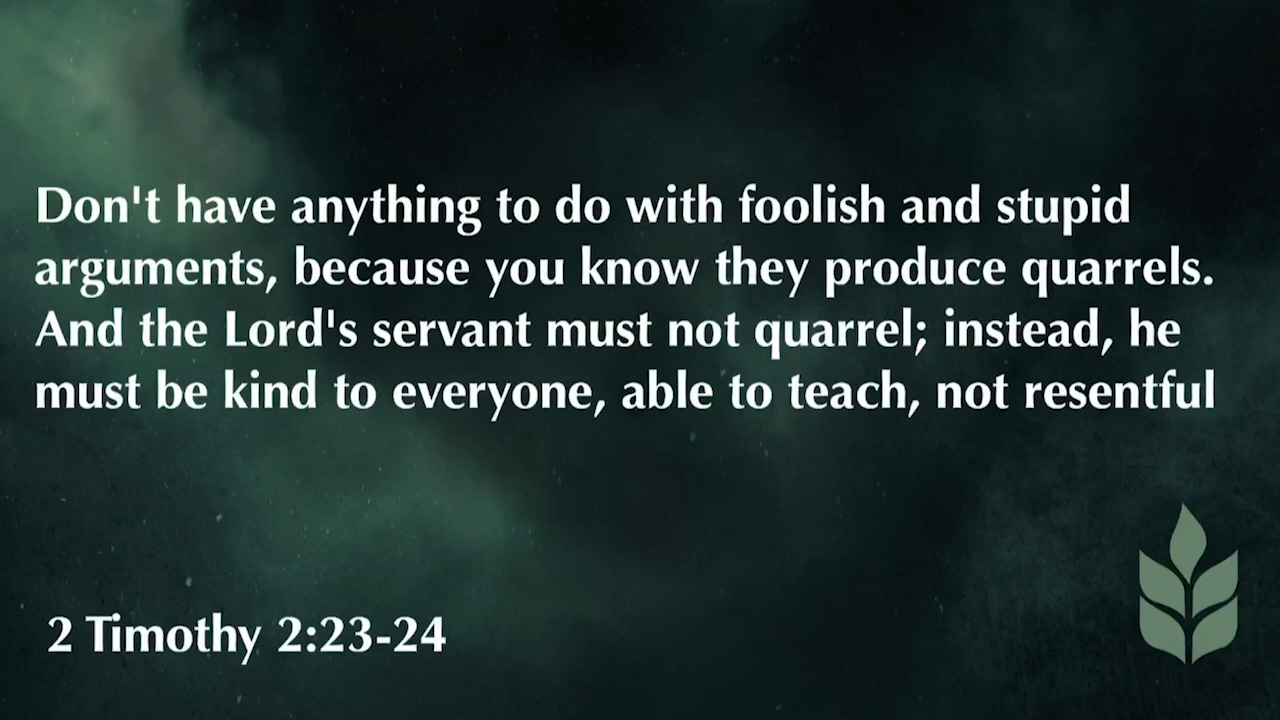 Don't have anything to do with foolish and stupid
arguments, because you know they produce quarrels.
And the Lord's servant must not quarrel; instead, he
must be kind to everyone, able to teach, not resentful
2 Timothy 2:23-24